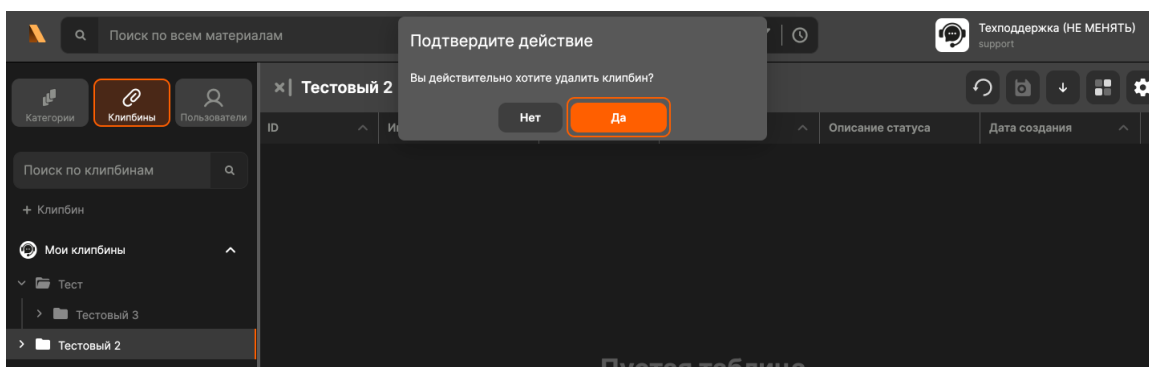 Поиск по всем материалам
Подтвердите действие
Техподдержка (НЕ МЕНЯТЬ)
support
Вы действительно хотите удалить клипбин?
Категории
Клипбины
Пользователи
Тестовый 2
Нет
Да
ID
Описание статуса
Дата создания
Поиск по клипбинам
+ Клипбин
Мои клипбины
Тест
Тестовый 3
Тестовый 2